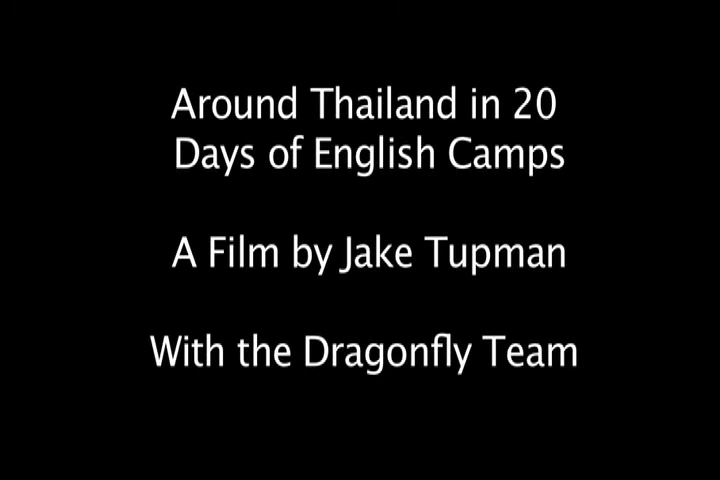 Around Thailand in 20
Days of English Camps
A Film by Jake Tupman
With the Dragonfly Team